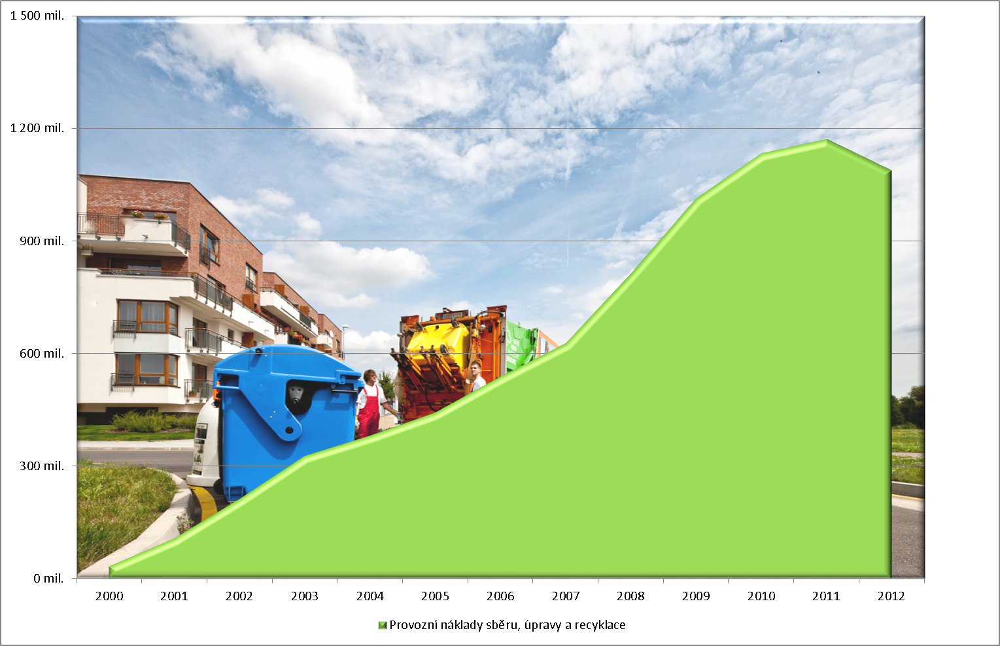 1 500 mil.
1 200 mil.
900 mil.
600 mil.
300 mil.
0 mil.
2000 2001 2002 2003 2004 2005 2006 2007 2008 2009 2010 2011 2012
Provozní náklady sběru, úpravy a recyklace